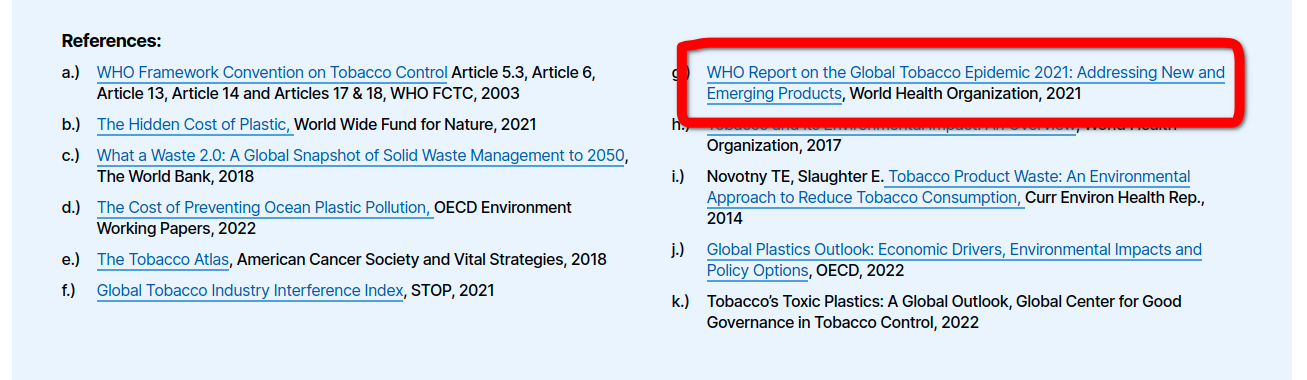 References:
a.) WHO Framework Convention on Tobacco Control Article 5.3, Article 6,
Article 13, Article 14 and Articles 17 & 18, WHO FCTC, 2003
b.) The Hidden Cost of Plastic, World Wide Fund for Nature, 2021
c.) What a Waste 2.0: A Global Snapshot of Solid Waste Management to 2050,
The World Bank, 2018
d.) The Cost of Preventing Ocean Plastic Pollution, OECD Environment
Working Papers, 2022
e.) The Tobacco Atlas, American Cancer Society and Vital Strategies, 2018
f.) Global Tobacco Industry Interference Index, STOP, 2021
g.) WHO Report on the Global Tobacco Epidemic 2021: Addressing New and
Emerging Products, World Health Organization, 2021
h.) Tobacco and its Environmental Impact: An Overview, World Health
Organization, 2017
i.) Novotny TE, Slaughter E. Tobacco Product Waste: An Environmental
Approach to Reduce Tobacco Consumption, Curr Environ Health Rep.,
2014
j.) Global Plastics Outlook: Economic Drivers, Environmental Impacts and
Policy Options, OECD, 2022
k.) Tobacco’s Toxic Plastics: A Global Outlook, Global Center for Good
Governance in Tobacco Control, 2022